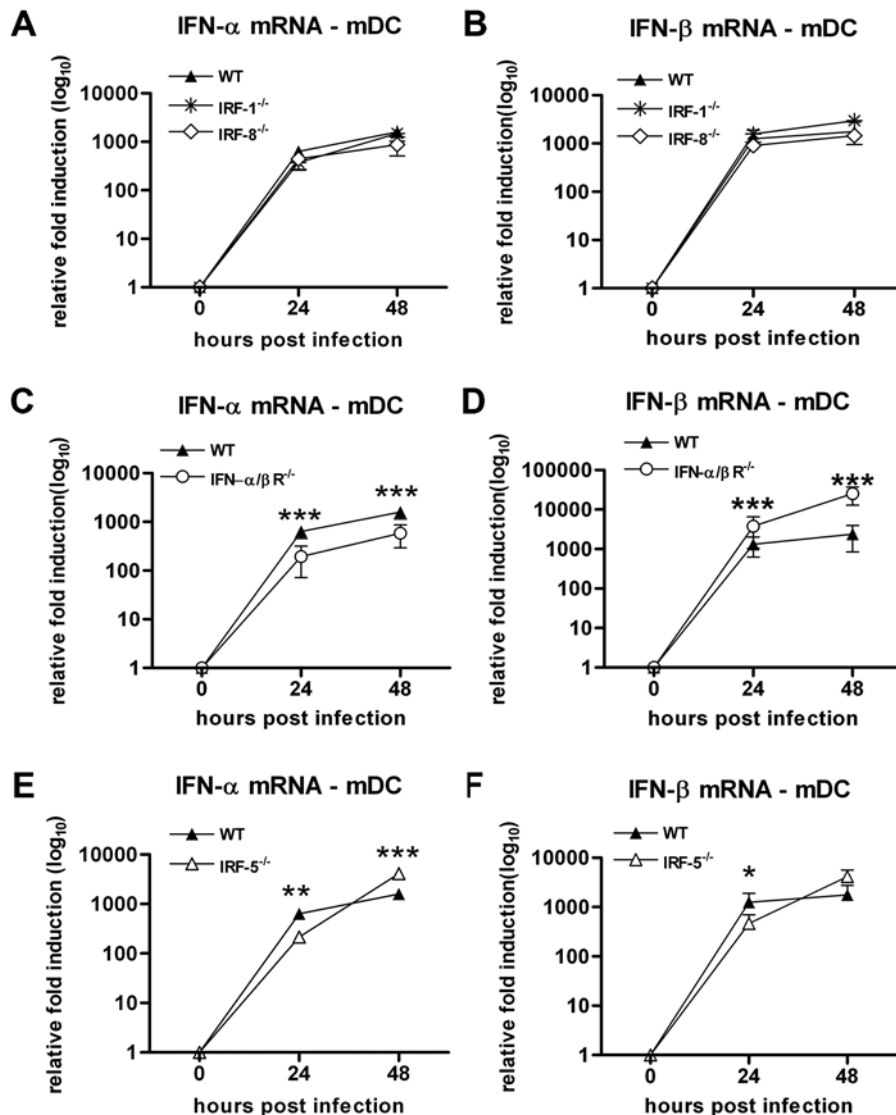 A
IFN-α mRNA - mDC
WT
IRF-1-/-
IRF-8-/-
relative fold induction (log10)
10000
1000
100
10
1
0 24 48
hours post infection
B
IFN-β mRNA - mDC
WT
IRF-1-/-
IRF-8-/-
relative fold induction(log10)
10000
1000
100
10
1
0 24 48
hours post infection
C
IFN-α mRNA - mDC
WT
IFN-α/β R-/-
relative fold induction(log10)
10000
1000
100
10
1
*** ***
0 24 48
hours post infection
D
IFN-β mRNA - mDC
WT
IFN-α/β R-/-
relative fold induction(log10)
100000
10000
1000
100
10
1
*** ***
0 24 48
hours post infection
E
IFN-α mRNA - mDC
WT
IRF-5-/-
relative fold induction (log10)
10000
1000
100
10
1
** ***
0 24 48
hours post infection
F
IFN-β mRNA - mDC
WT
IRF-5-/-
relative fold induction(log10)
10000
1000
100
10
1
*
0 24 48
hours post infection